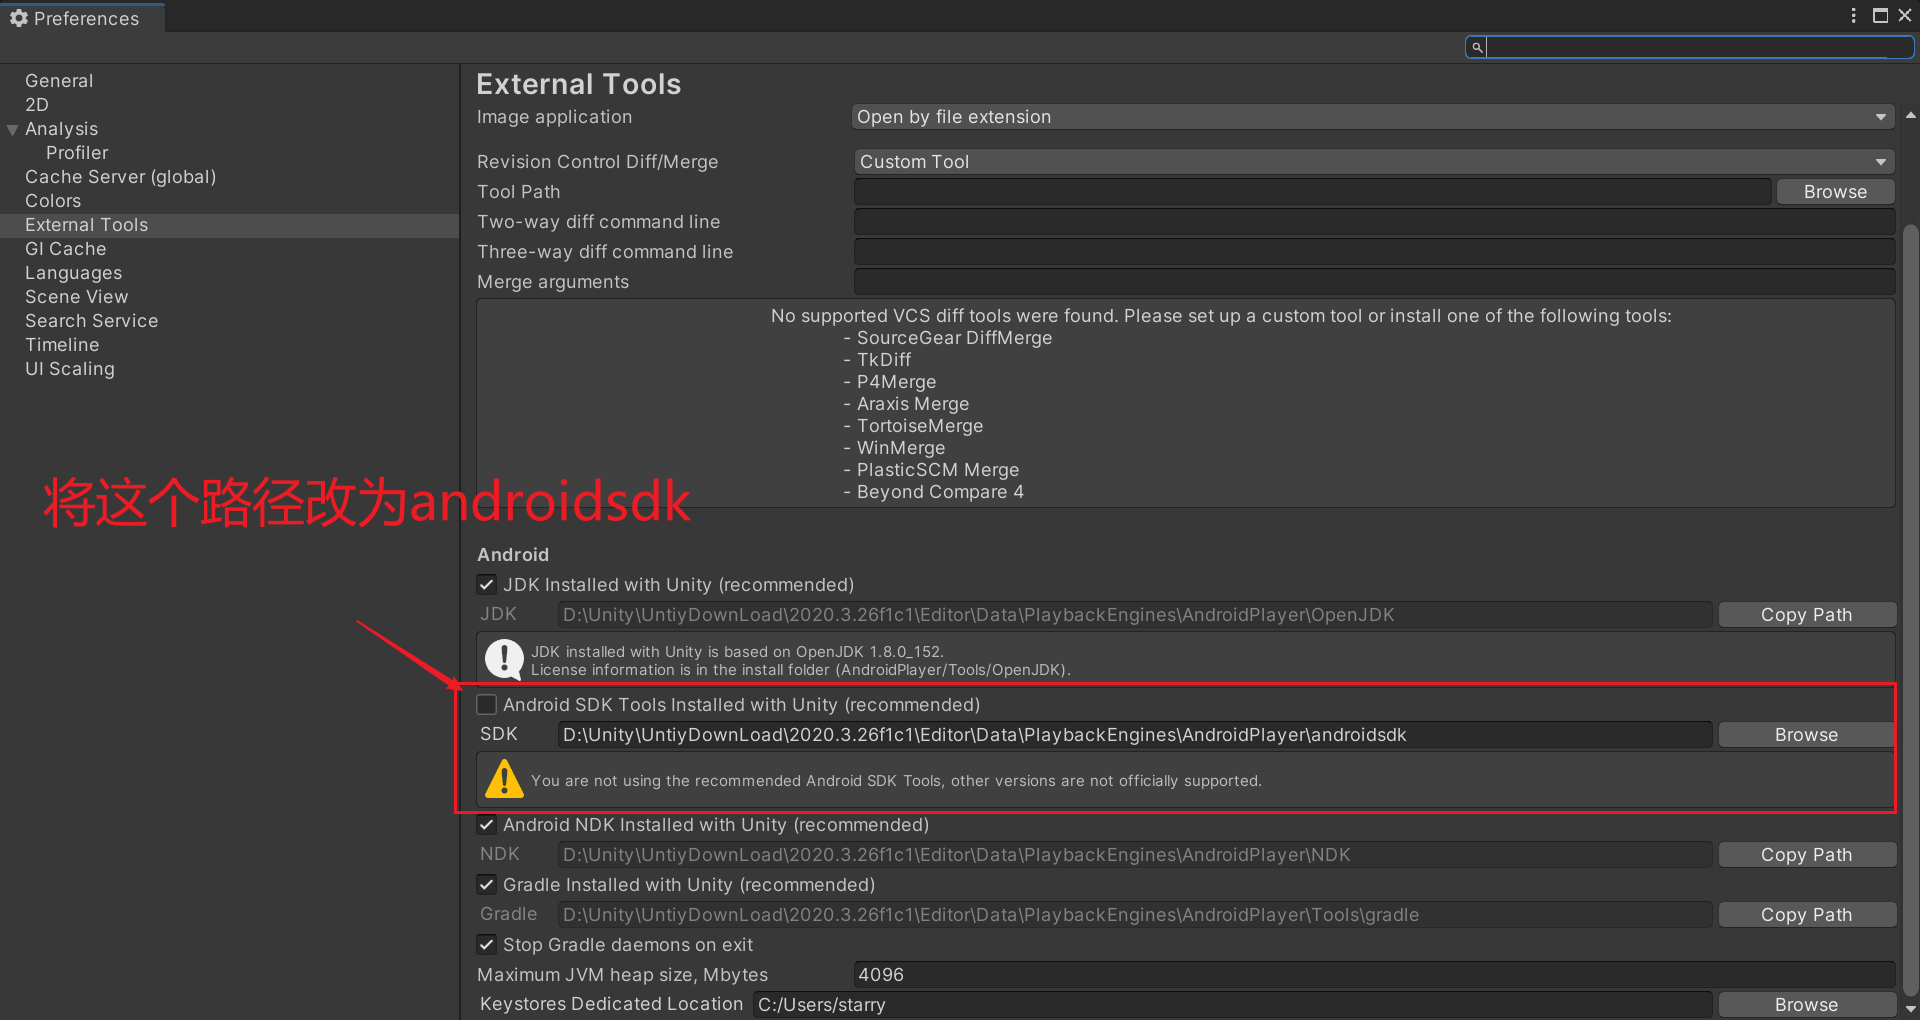 Preferences
General
2D
Analysis
Profiler
Cache Server (global)
Colors
External Tools
GI Cache
Languages
Scene View
Search Service
Timeline
UI Scaling
External Tools
Image application Open by file extension
Revision Control Diff/Merge Custom Tool
Tool Path Browse
Two-way diff command line
Three-way diff command line
Merge arguments
No supported VCS diff tools were found. Please set up a custom tool or install one of the following tools:
- SourceGear DiffMerge
- TkDiff
- P4Merge
- Araxis Merge
- TortoiseMerge
- WinMerge
- PlasticSCM Merge
- Beyond Compare 4
将这个路径改为androidsdk
Android
JDK Installed with Unity (recommended)
JDK D:\Unity\UntiyDownLoad\2020.3.26f1c1\Editor\Data\PlaybackEngines\AndroidPlayer\OpenJDK Copy Path
JDK installed with Unity is based on OpenJDK 1.8.0_152.
License information is in the install folder (AndroidPlayer/Tools/OpenJDK).
Android SDK Tools Installed with Unity (recommended)
SDK D:\Unity\UntiyDownLoad\2020.3.26f1c1\Editor\Data\PlaybackEngines\AndroidPlayer\androidsdk Browse
You are not using the recommended Android SDK Tools, other versions are not officially supported.
Android NDK Installed with Unity (recommended)
NDK D:\Unity\UntiyDownLoad\2020.3.26f1c1\Editor\Data\PlaybackEngines\AndroidPlayer\NDK Copy Path
Gradle Installed with Unity (recommended)
Gradle D:\Unity\UntiyDownLoad\2020.3.26f1c1\Editor\Data\PlaybackEngines\AndroidPlayer\Tools\gradle Copy Path
Stop Gradle daemons on exit
Maximum JVM heap size, Mbytes 4096
Keystores Dedicated Location C:/Users/starry Browse